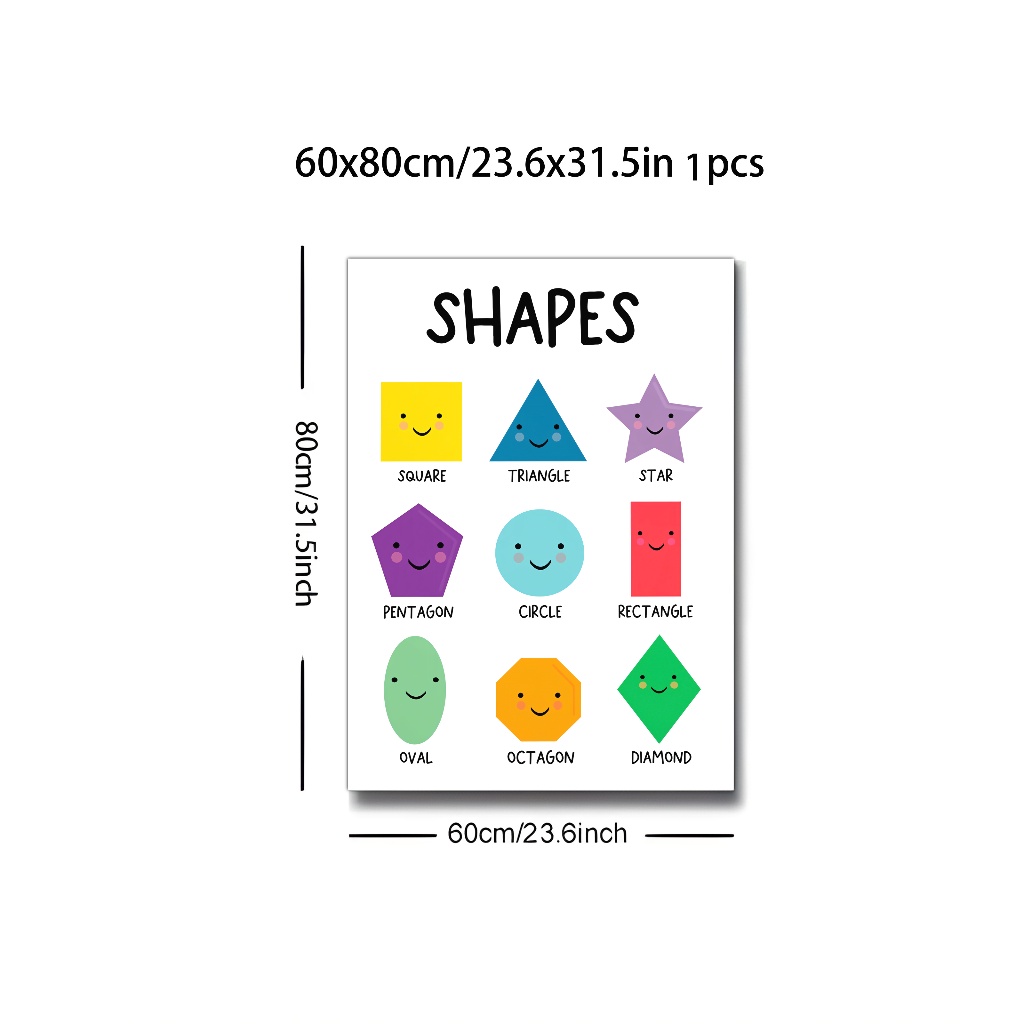 60x80cm/23.6x31.5in 1pcs
SHAPES
SQUARE TRIANGLE STAR
80cm/31.5inch
PENTAGON CIRCLE RECTANGLE
OVAL OCTAGON DIAMOND
60cm/23.6inch